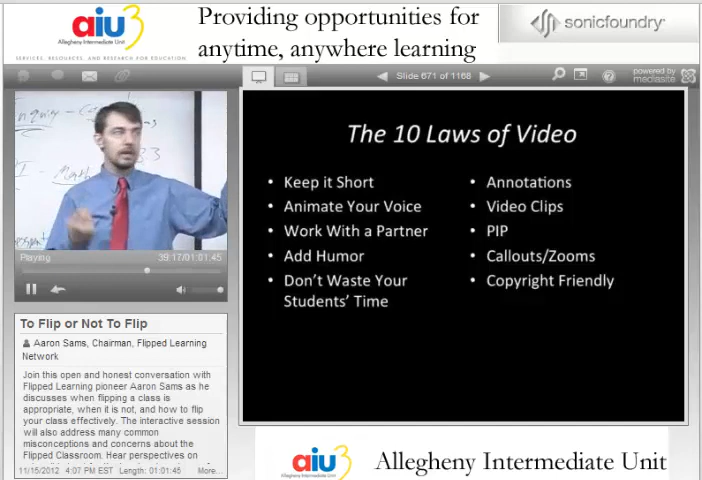 aiu3
Allegheny Intermediate Unit
SERVICES, RESOURCES, AND RESEARCH FOR EDUCATION
Providing opportunities for
anytime, anywhere learning
sonicfoundry
Slide 671 of 1168
powered by
mediasite
Playing
39:17/01:01:45
To Flip or Not To Flip
Aaron Sams, Chairman, Flipped Learning
Network
Join this open and honest conversation with
Flipped Learning pioneer Aaron Sams as he
discusses when flipping a class is
appropriate, when it is not, and how to flip
your class effectively. The interactive session
will also address many common
misconceptions and concerns about the
Flipped Classroom. Hear perspectives on
11/15/2012 4:07 PM EST Length: 01:01:45 More...
The 10 Laws of Video
• Keep it Short
• Animate Your Voice
• Work With a Partner
• Add Humor
• Don't Waste Your
Students' Time
• Annotations
• Video Clips
• PIP
• Callouts/Zooms
• Copyright Friendly
aiu3
Allegheny Intermediate Unit
Allegheny Intermediate Unit